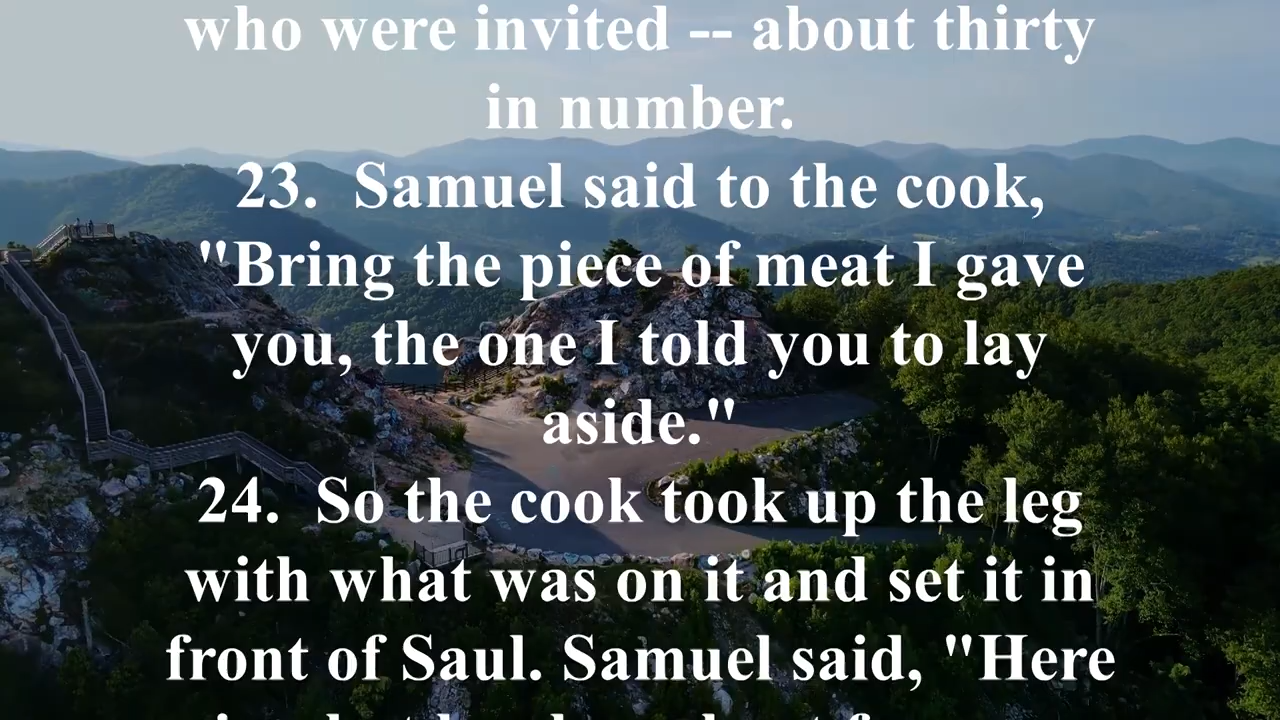 who were invited -- about thirty
in number.
23.  Samuel said to the cook,
"Bring the piece of meat I gave
you, the one I told you to lay
aside."
24.  So the cook took up the leg
with what was on it and set it in
front of Saul. Samuel said, "Here